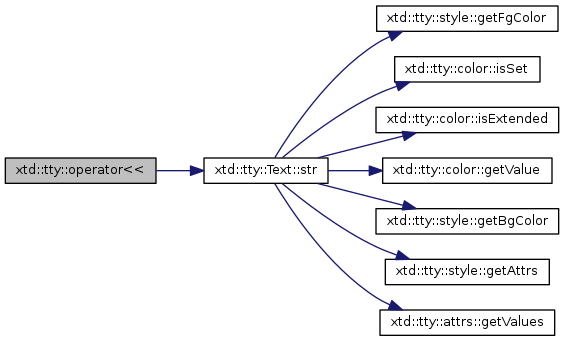 xtd::tty::style::getFgColor
xtd::tty::color::isSet
xtd::tty::color::isExtended
xtd::tty::operator<<
xtd::tty::Text::str
xtd::tty::color::getValue
xtd::tty::style::getBgColor
xtd::tty::style::getAttrs
xtd::tty::attrs::getValues